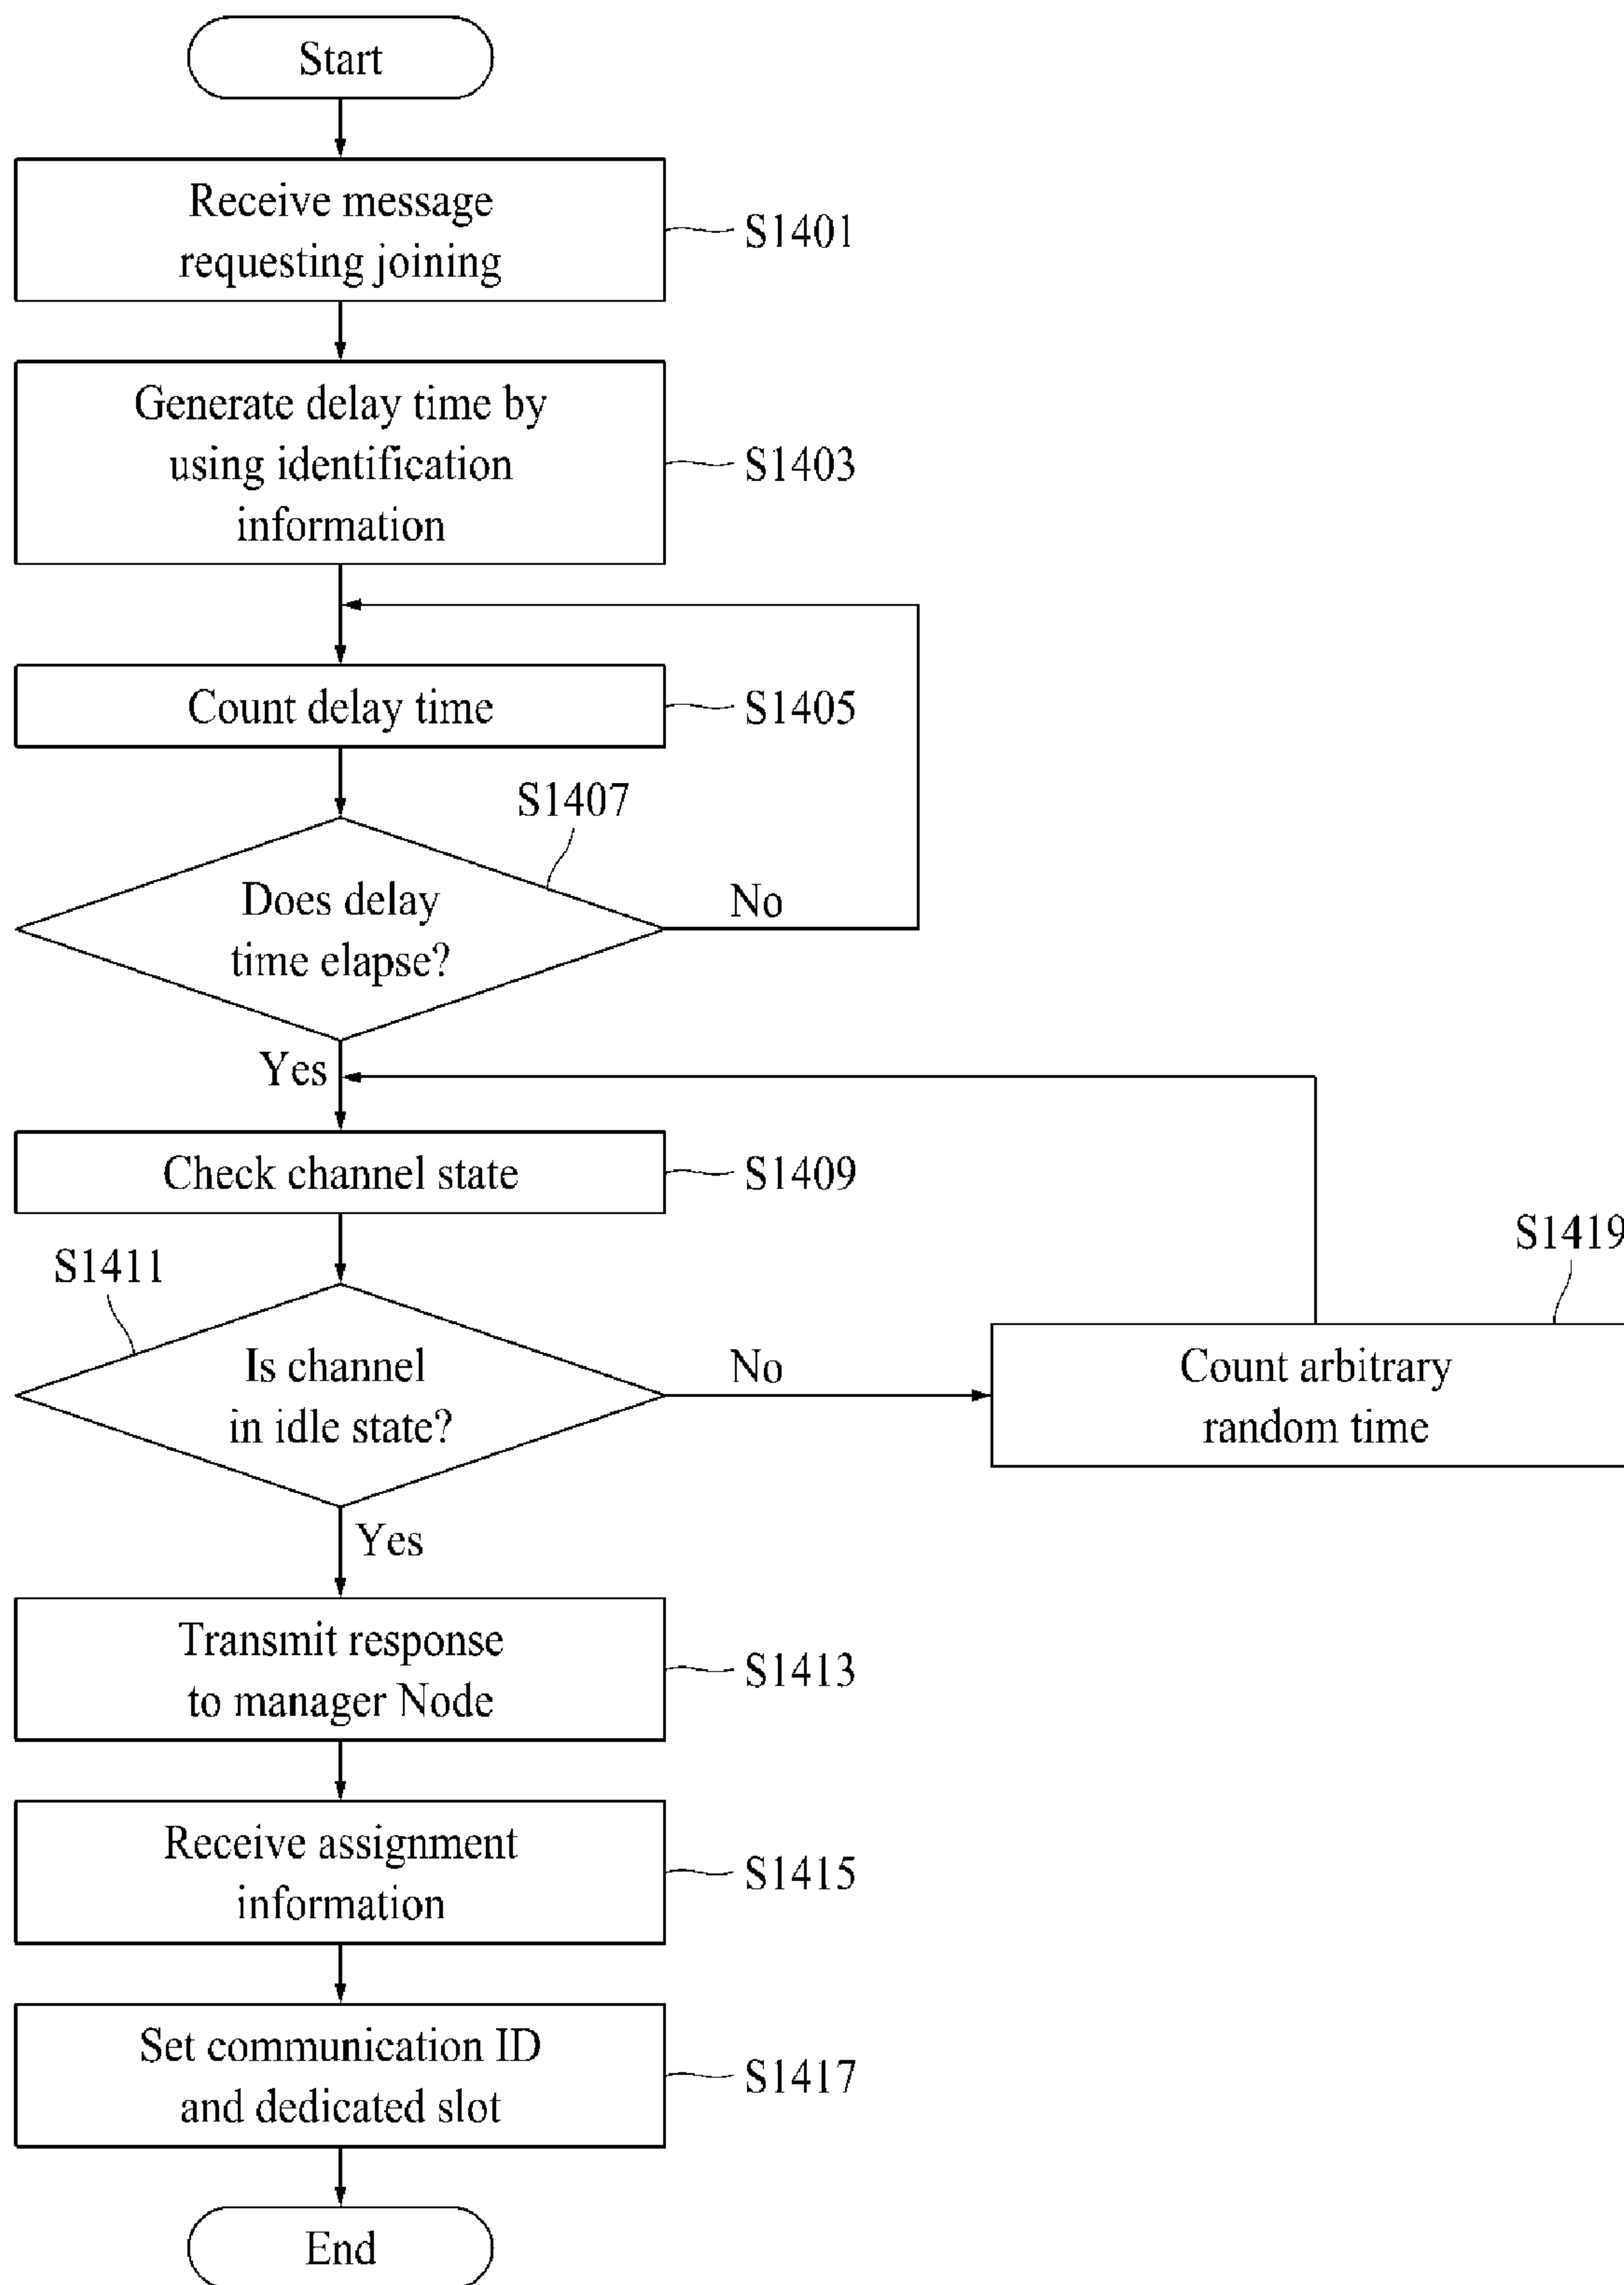 Start
Receive message
requesting joining
S1401
Generate delay time by
using identification
information
S1403
Count delay time
S1405
S1407
Does delay
time elapse?
No
Yes
Check channel state
S1409
S1411
Is channel
in idle state?
No
S1419
Count arbitrary
random time
Yes
Transmit response
to manager Node
S1413
Receive assignment
information
S1415
Set communication ID
and dedicated slot
S1417
End